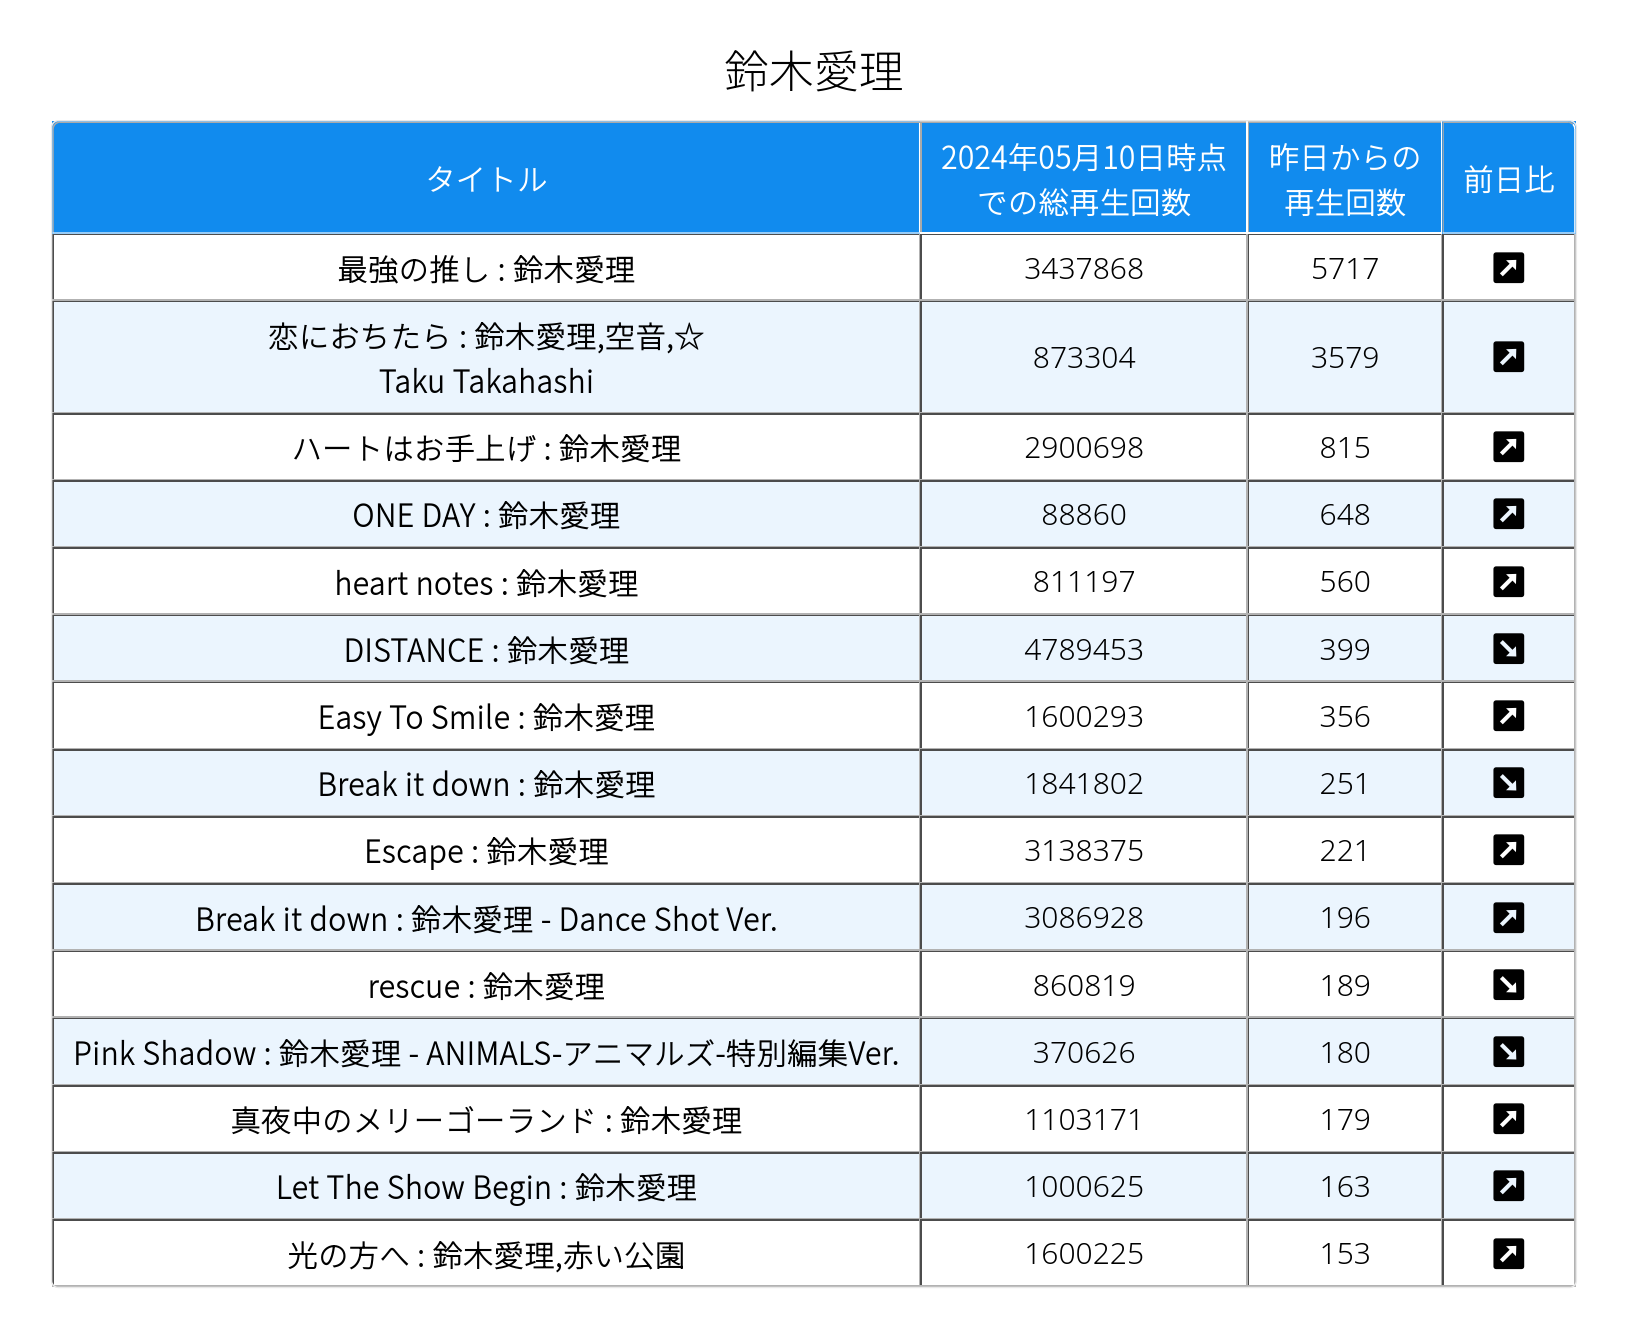 鈴木愛理
タイトル
2024年05月10日時点
での総再生回数
昨日からの
再生回数
前日比
最強の推し : 鈴木愛理 3437868 5717
恋におちたら : 鈴木愛理,空音,☆
Taku Takahashi 873304 3579
ハートはお手上げ : 鈴木愛理 2900698 815
ONE DAY : 鈴木愛理 88860 648
heart notes : 鈴木愛理 811197 560
DISTANCE : 鈴木愛理 4789453 399
Easy To Smile : 鈴木愛理 1600293 356
Break it down : 鈴木愛理 1841802 251
Escape : 鈴木愛理 3138375 221
Break it down : 鈴木愛理 - Dance Shot Ver. 3086928 196
rescue : 鈴木愛理 860819 189
Pink Shadow : 鈴木愛理 - ANIMALS-アニマルズ-特別編集Ver. 370626 180
真夜中のメリーゴーランド : 鈴木愛理 1103171 179
Let The Show Begin : 鈴木愛理 1000625 163
光の方へ : 鈴木愛理,赤い公園 1600225 153